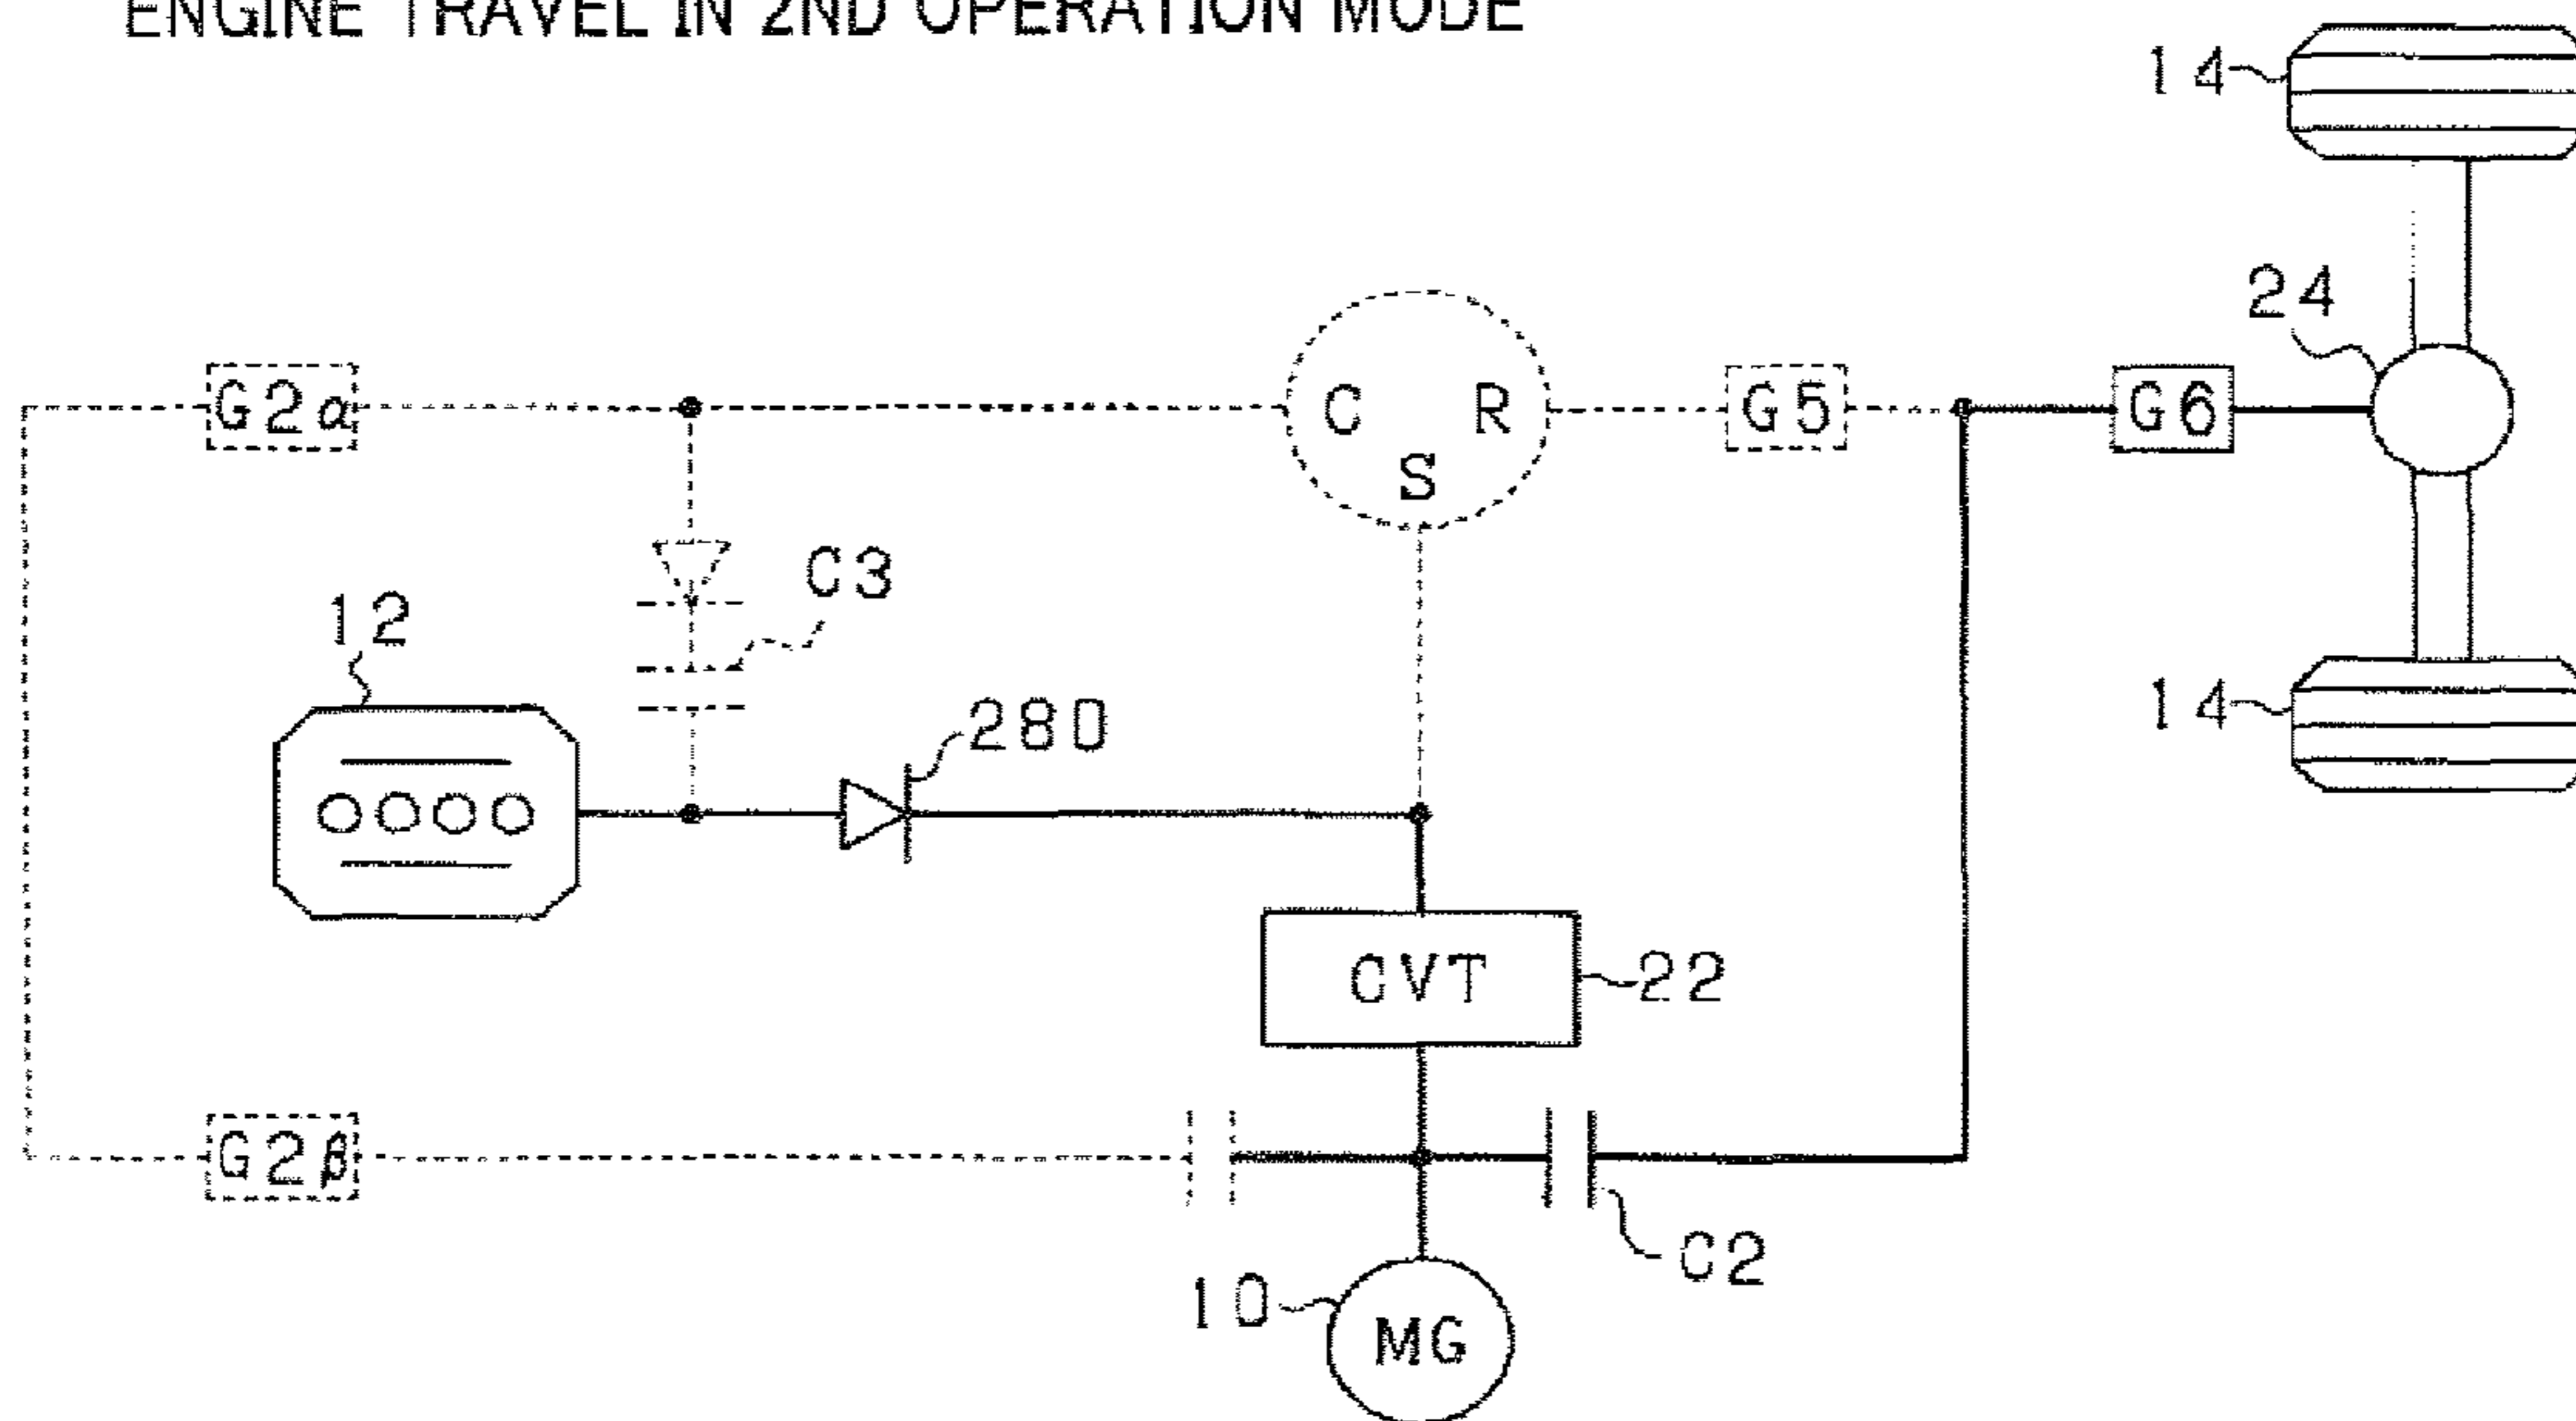 ENGINE TRAVEL IN 2ND OPERATION MODE
14
24
G2α
C
R
S
G5
G6
C3
12
280
14
CVT
22
G2β
C2
10
MG